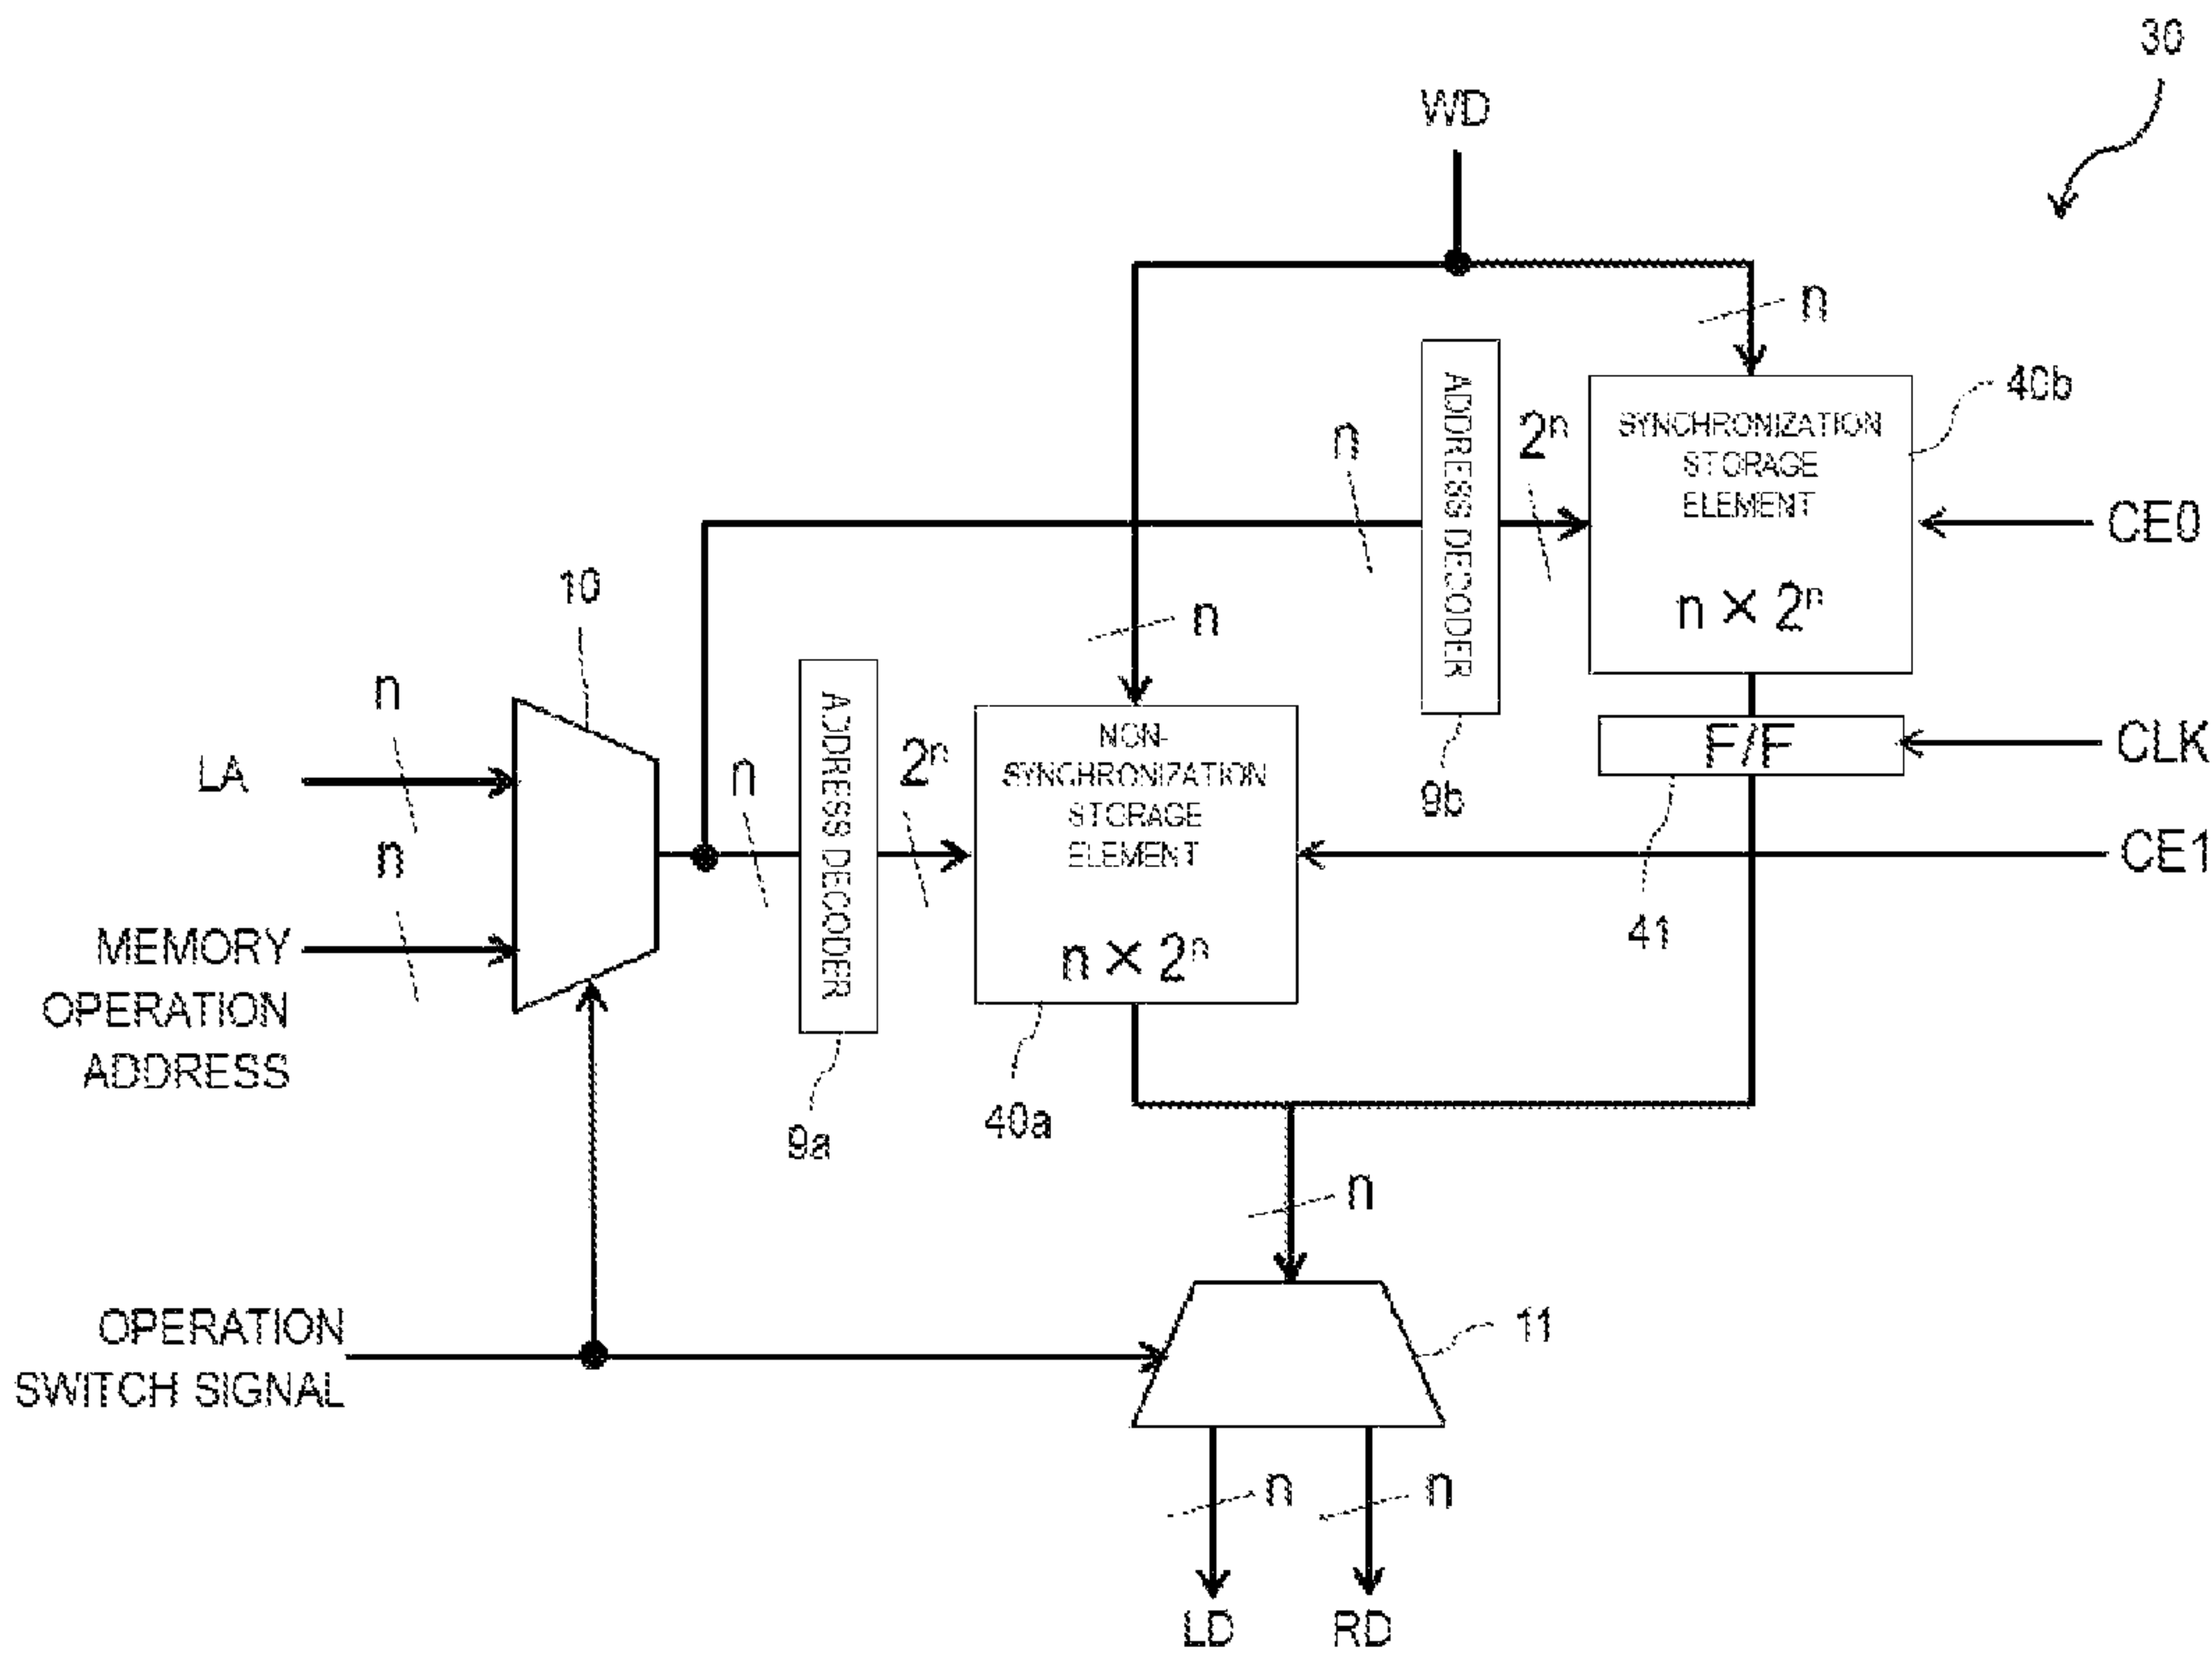 30
WD
n
40b
ADDRESS DECODER
SYNCHRONIZATION
STORAGE
ELEMENT
n
2ⁿ
CE0
n × 2ⁿ
10
n
n
ADDRESS DECODER
NON-
SYNCHRONIZATION
STORAGE
ELEMENT
F/F
CLK
LA
n
2ⁿ
9b
n
CE1
MEMORY
OPERATION
ADDRESS
n × 2ⁿ
41
9a
40a
n
OPERATION
SWITCH SIGNAL
11
n
n
LD
RD